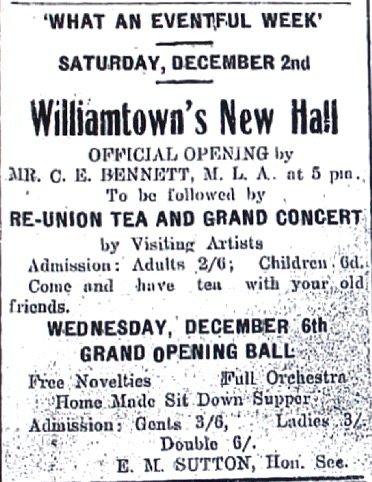 'WHAT AN EVENTFUL WEEK'
SATURDAY, DECEMBER 2nd
Williamtown's New Hall
OFFICIAL OPENING by
MR. C. E. BENNETT, M. L. A. at 5 pm.
To be followed by
RE-UNION TEA AND GRAND CONCERT
by Visiting Artists
Admission: Adults 2/6; Children 6d.
Come and have tea with your old
friends.
WEDNESDAY, DECEMBER 6th
GRAND OPENING BALL
Free Novelties Full Orchestra
Home Made Sit Down Supper
Admission: Gents 3/6, Ladies 3/.
Double 6/.
E. M. SUTTON, Hon. Sec.